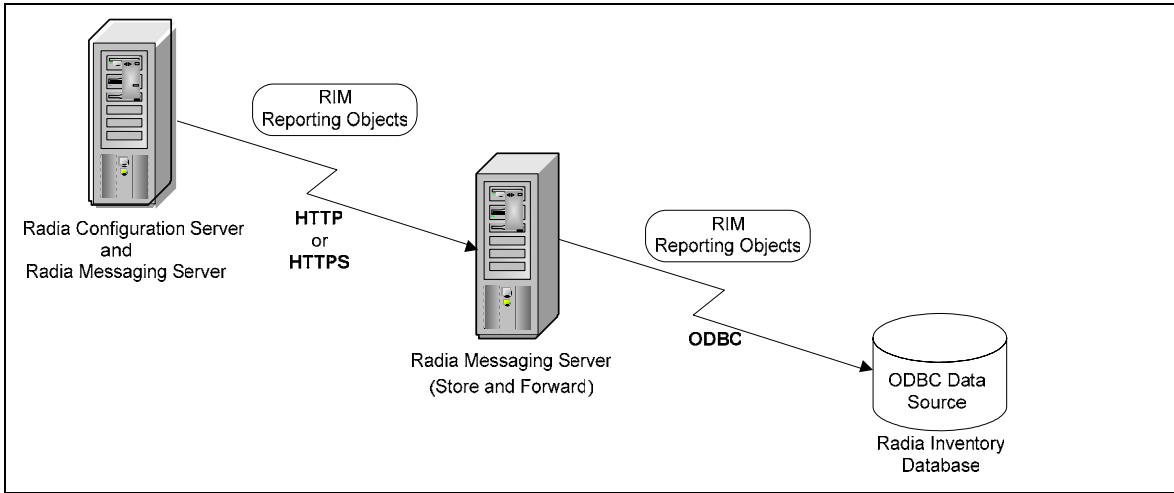 RIM
Reporting Objects
Radia Configuration Server
and
Radia Messaging Server
HTTP
or
HTTPS
RIM
Reporting Objects
Radia Messaging Server
(Store and Forward)
ODBC
ODBC Data
Source
Radia Inventory
Database